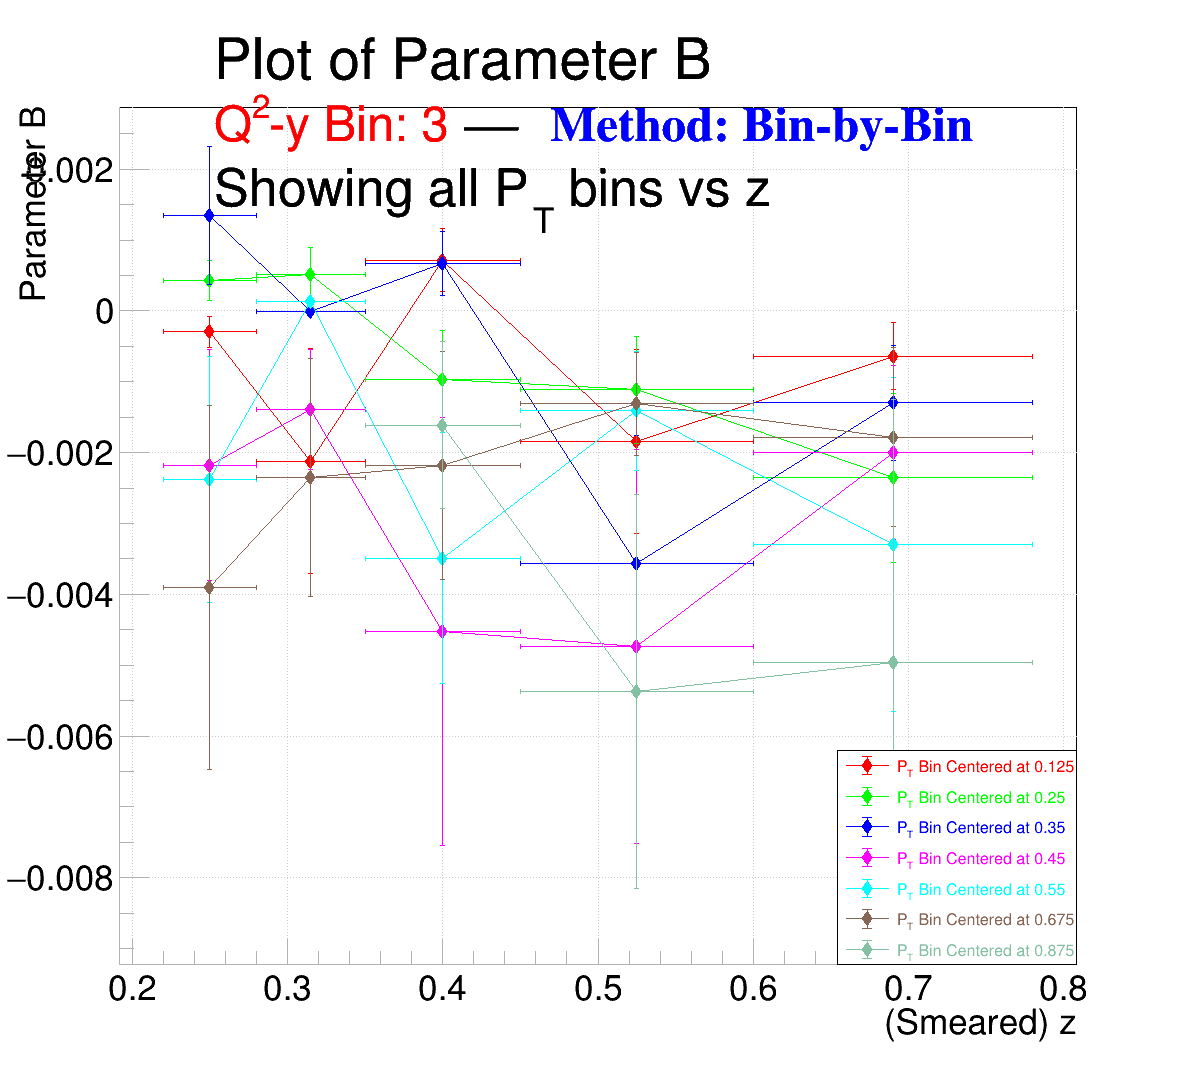 Plot of Parameter B
Q²-y Bin: 3 — Method: Bin-by-Bin
Showing all P_T bins vs z
Parameter B
0.002
0
−0.002
−0.004
−0.006
−0.008
P_T Bin Centered at 0.125
P_T Bin Centered at 0.25
P_T Bin Centered at 0.35
P_T Bin Centered at 0.45
P_T Bin Centered at 0.55
P_T Bin Centered at 0.675
P_T Bin Centered at 0.875
0.2 0.3 0.4 0.5 0.6 0.7 0.8
(Smeared) z